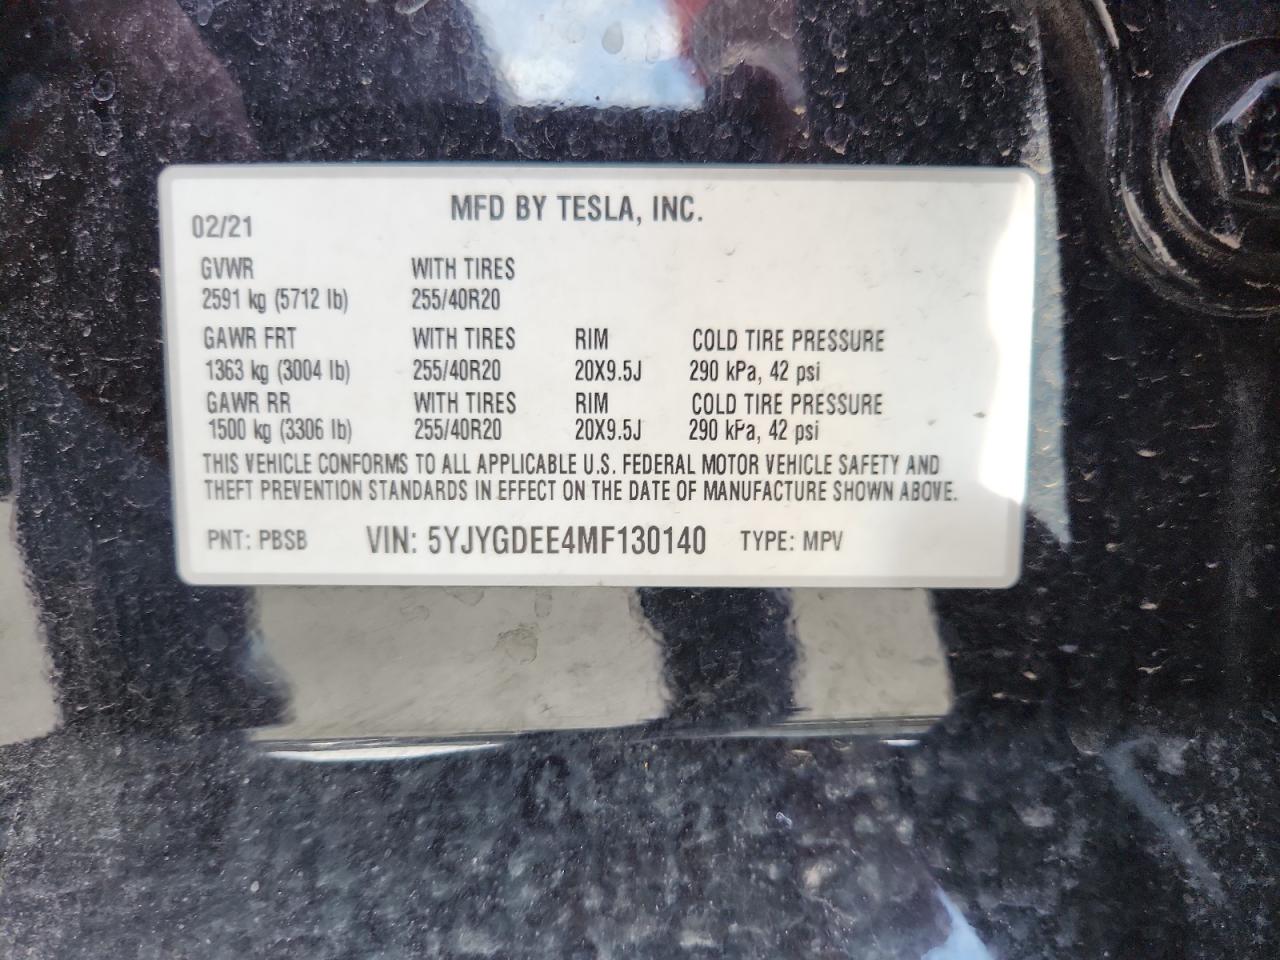 MFD BY TESLA, INC.
02/21
GVWR WITH TIRES
2591 kg (5712 lb) 255/40R20
GAWR FRT WITH TIRES RIM COLD TIRE PRESSURE
1363 kg (3004 lb) 255/40R20 20X9.5J 290 kPa, 42 psi
GAWR RR WITH TIRES RIM COLD TIRE PRESSURE
1500 kg (3306 lb) 255/40R20 20X9.5J 290 kPa, 42 psi
THIS VEHICLE CONFORMS TO ALL APPLICABLE U.S. FEDERAL MOTOR VEHICLE SAFETY AND
THEFT PREVENTION STANDARDS IN EFFECT ON THE DATE OF MANUFACTURE SHOWN ABOVE.
PNT: PBSB VIN: 5YJYGDEE4MF130140 TYPE: MPV